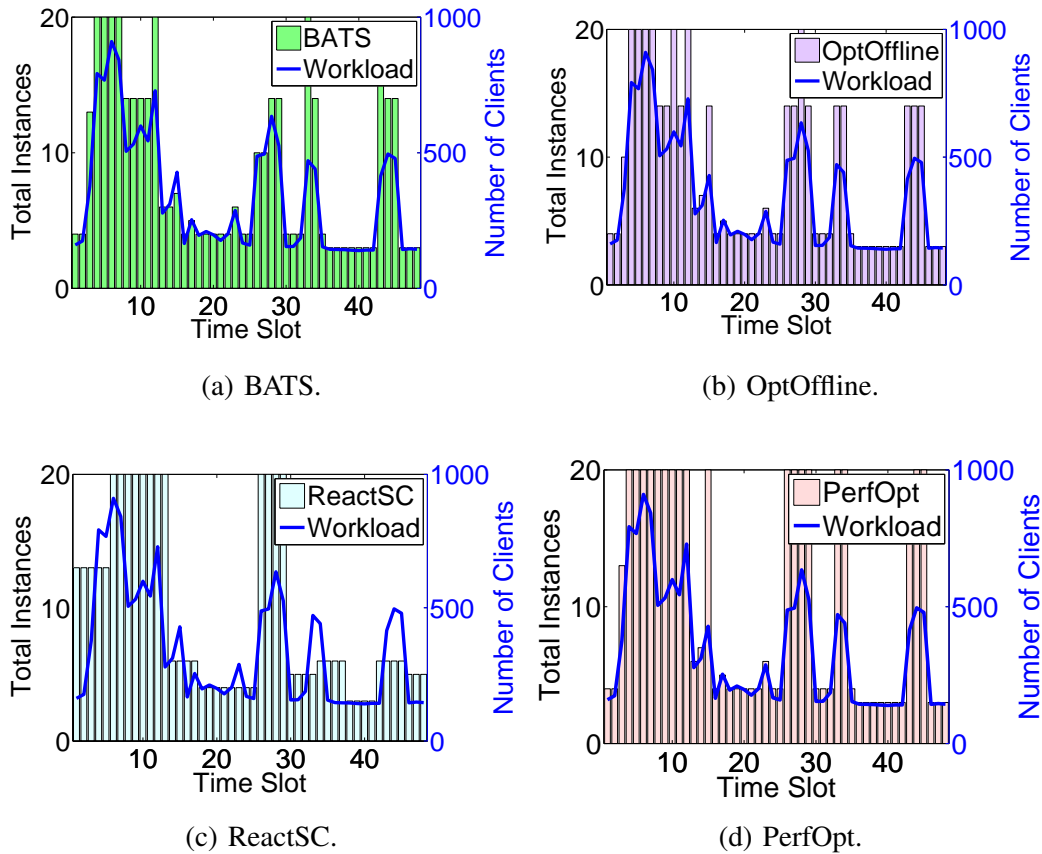 20
10
0
Total Instances
BATS
Workload
1000
500
0
Number of Clients
10 20 30 40
Time Slot
(a) BATS.
20
10
0
Total Instances
OptOffline
Workload
1000
500
0
Number of Clients
10 20 30 40
Time Slot
(b) OptOffline.
20
10
0
Total Instances
ReactSC
Workload
1000
500
0
Number of Clients
10 20 30 40
Time Slot
(c) ReactSC.
20
10
0
Total Instances
PerfOpt
Workload
1000
500
0
Number of Clients
10 20 30 40
Time Slot
(d) PerfOpt.